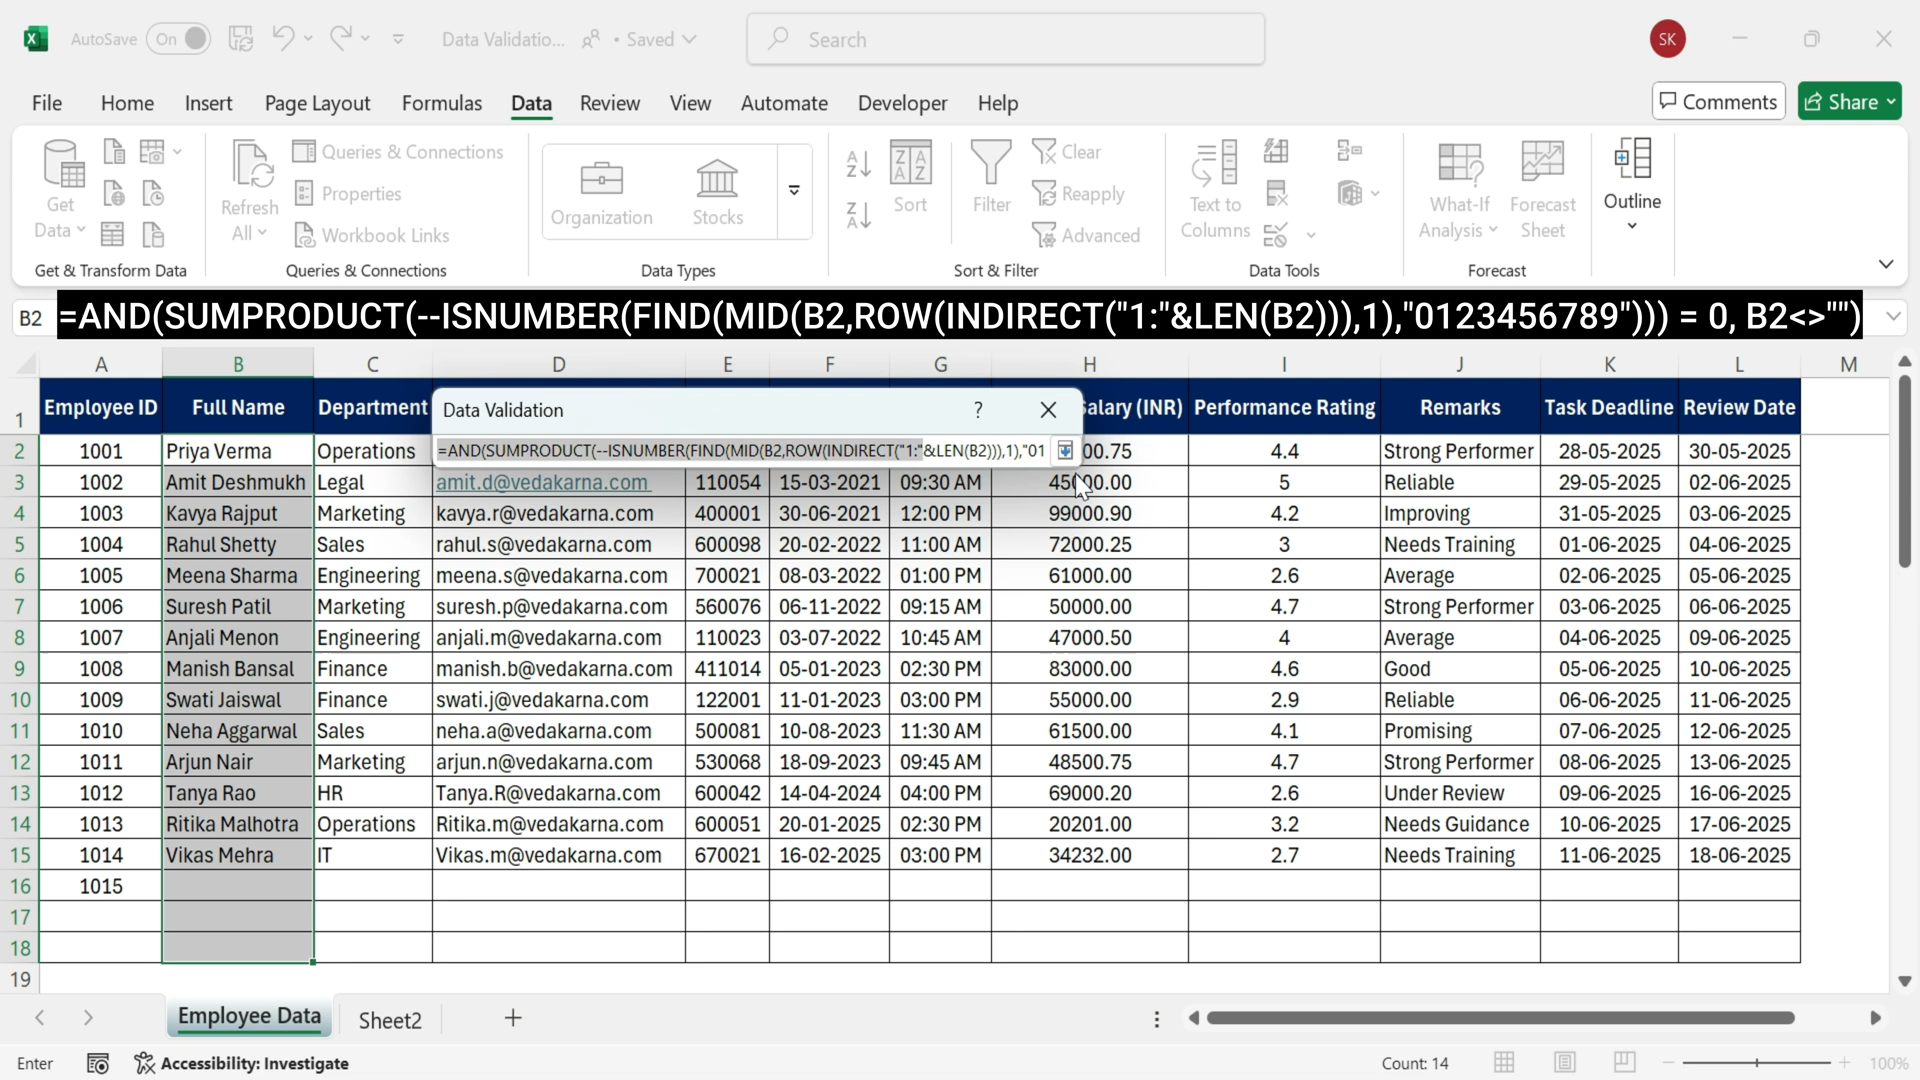 AutoSave On Data Validatio... • Saved Search SK
File Home Insert Page Layout Formulas Data Review View Automate Developer Help Comments Share
Get Data
Refresh All
Queries & Connections
Properties
Workbook Links
Organization Stocks
Sort Filter
Clear
Reapply
Advanced
Text to Columns
What-If Analysis
Forecast Sheet
Outline
Get & Transform Data Queries & Connections Data Types Sort & Filter Data Tools Forecast
B2 =AND(SUMPRODUCT(--ISNUMBER(FIND(MID(B2,ROW(INDIRECT("1:"&LEN(B2))),1),"0123456789"))) = 0, B2<>"")
A B C D E F G H I J K L M
1 Employee ID Full Name Department alary (INR) Performance Rating Remarks Task Deadline Review Date
Data Validation ?
=AND(SUMPRODUCT(--ISNUMBER(FIND(MID(B2,ROW(INDIRECT("1:"&LEN(B2))),1),"01
2 1001 Priya Verma Operations 00.75 4.4 Strong Performer 28-05-2025 30-05-2025
3 1002 Amit Deshmukh Legal amit.d@vedakarna.com 110054 15-03-2021 09:30 AM 45000.00 5 Reliable 29-05-2025 02-06-2025
4 1003 Kavya Rajput Marketing kavya.r@vedakarna.com 400001 30-06-2021 12:00 PM 99000.90 4.2 Improving 31-05-2025 03-06-2025
5 1004 Rahul Shetty Sales rahul.s@vedakarna.com 600098 20-02-2022 11:00 AM 72000.25 3 Needs Training 01-06-2025 04-06-2025
6 1005 Meena Sharma Engineering meena.s@vedakarna.com 700021 08-03-2022 01:00 PM 61000.00 2.6 Average 02-06-2025 05-06-2025
7 1006 Suresh Patil Marketing suresh.p@vedakarna.com 560076 06-11-2022 09:15 AM 50000.00 4.7 Strong Performer 03-06-2025 06-06-2025
8 1007 Anjali Menon Engineering anjali.m@vedakarna.com 110023 03-07-2022 10:45 AM 47000.50 4 Average 04-06-2025 09-06-2025
9 1008 Manish Bansal Finance manish.b@vedakarna.com 411014 05-01-2023 02:30 PM 83000.00 4.6 Good 05-06-2025 10-06-2025
10 1009 Swati Jaiswal Finance swati.j@vedakarna.com 122001 11-01-2023 03:00 PM 55000.00 2.9 Reliable 06-06-2025 11-06-2025
11 1010 Neha Aggarwal Sales neha.a@vedakarna.com 500081 10-08-2023 11:30 AM 61500.00 4.1 Promising 07-06-2025 12-06-2025
12 1011 Arjun Nair Marketing arjun.n@vedakarna.com 530068 18-09-2023 09:45 AM 48500.75 4.7 Strong Performer 08-06-2025 13-06-2025
13 1012 Tanya Rao HR Tanya.R@vedakarna.com 600042 14-04-2024 04:00 PM 69000.20 2.6 Under Review 09-06-2025 16-06-2025
14 1013 Ritika Malhotra Operations Ritika.m@vedakarna.com 600051 20-01-2025 02:30 PM 20201.00 3.2 Needs Guidance 10-06-2025 17-06-2025
15 1014 Vikas Mehra IT Vikas.m@vedakarna.com 670021 16-02-2025 03:00 PM 34232.00 2.7 Needs Training 11-06-2025 18-06-2025
16 1015
17
18
19
Employee Data Sheet2
Enter Accessibility: Investigate Count: 14 100%